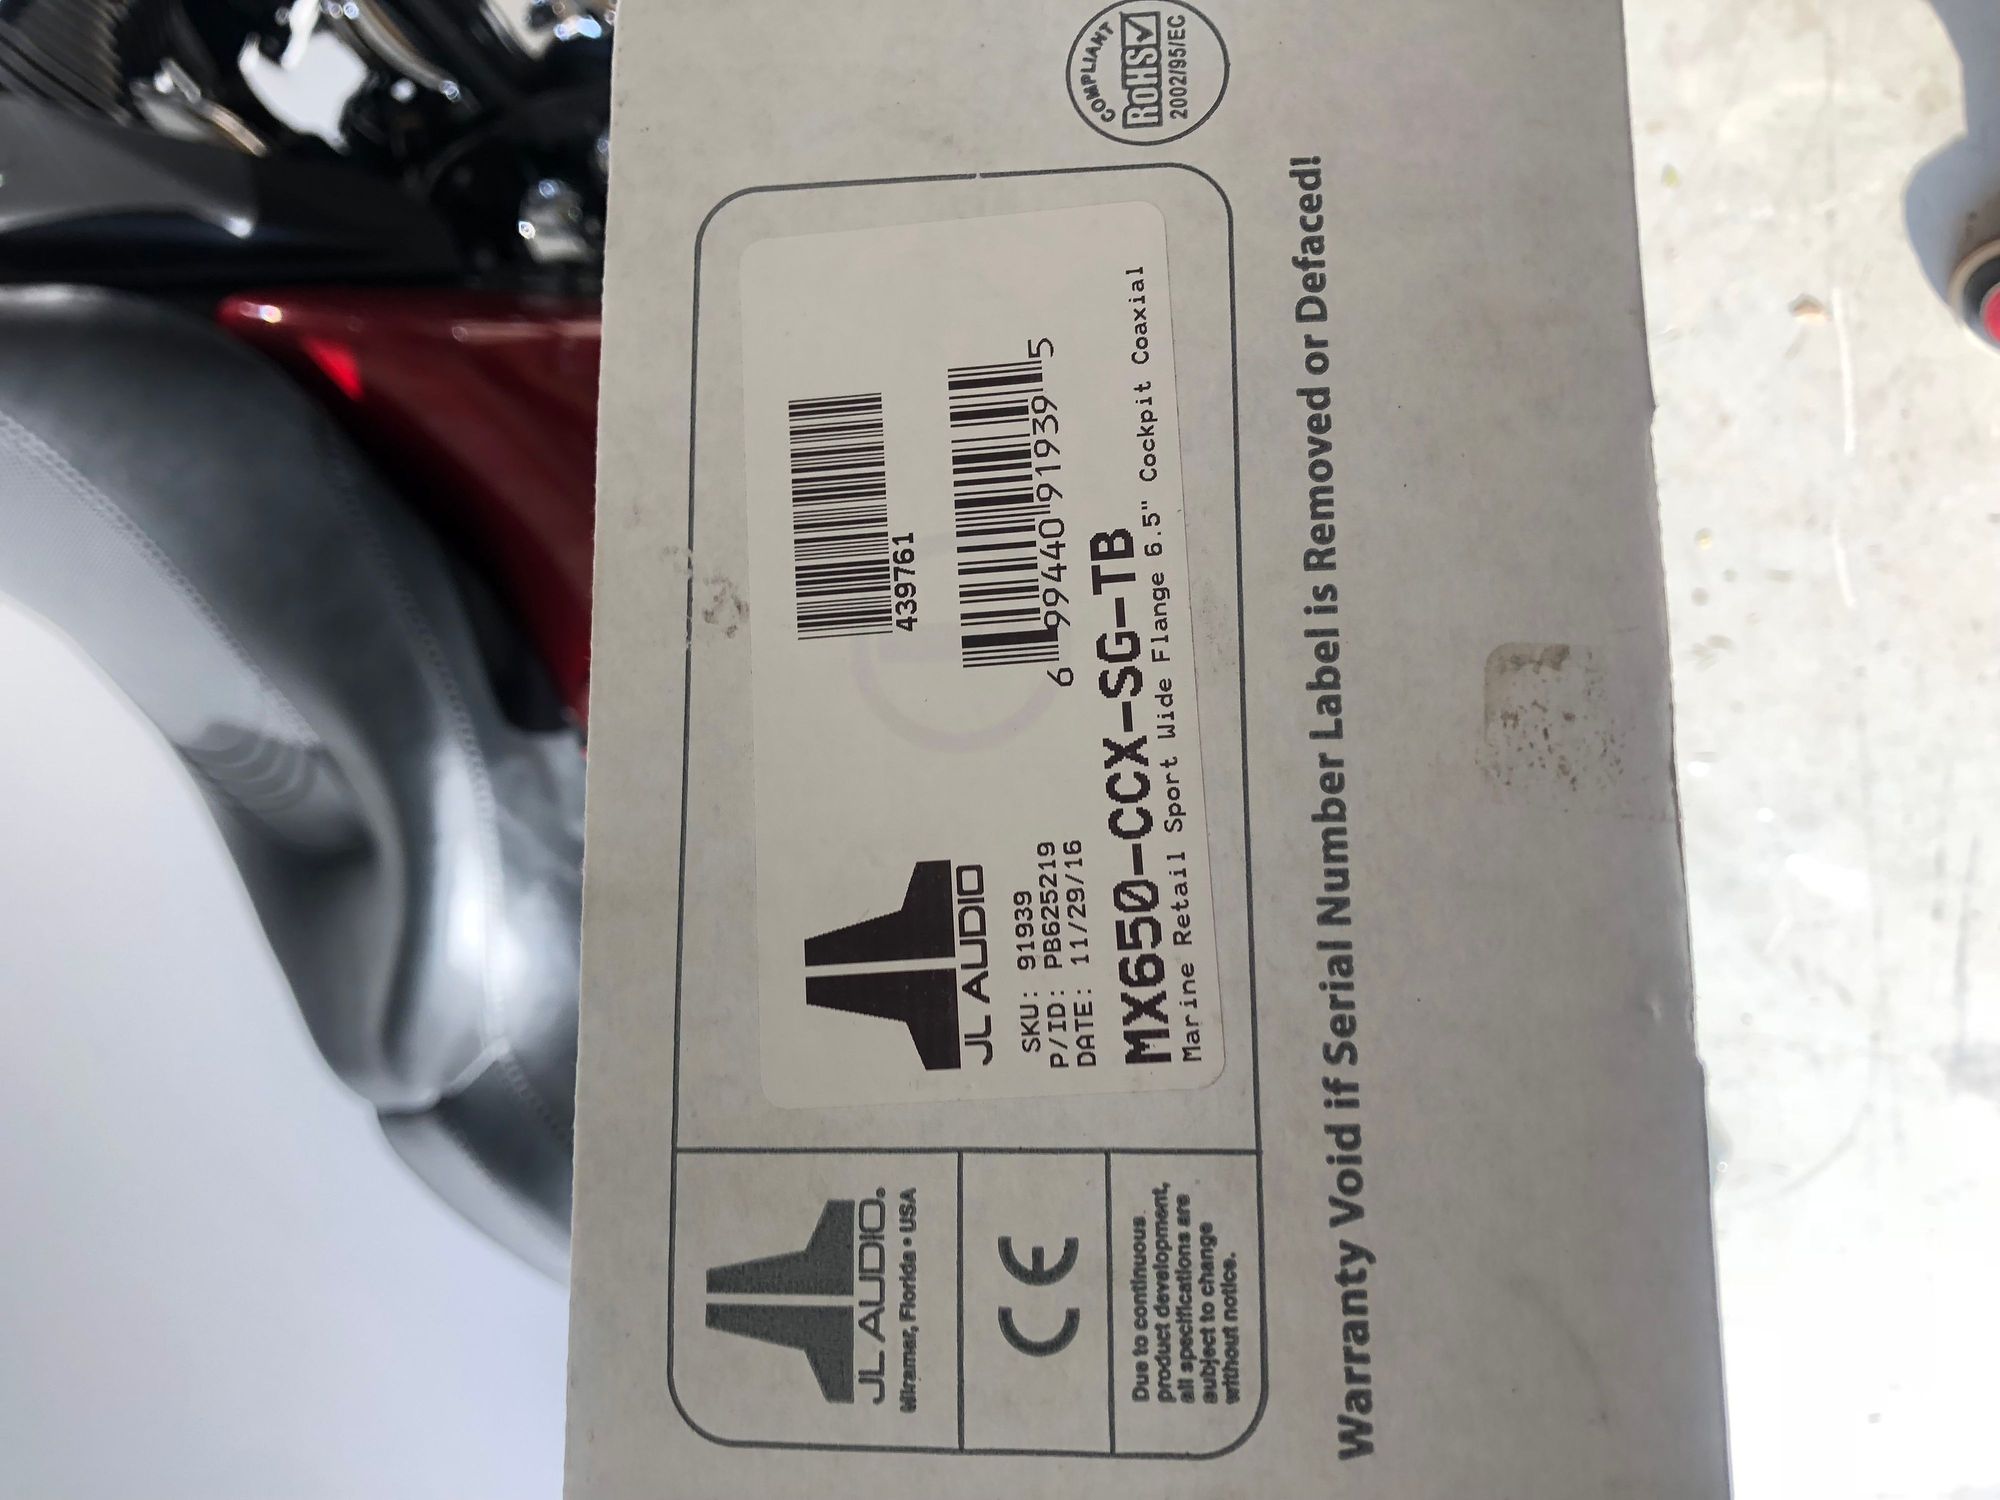 JL AUDIO
439761
6 99440 91939 5
SKU: 91939
P/ID: PB625219
DATE: 11/29/16
MX650-CCX-SG-TB
Marine Retail Sport Wide Flange 6.5" Cockpit Coaxial
JL AUDIO®
Miramar, Florida • USA
CE
Due to continuous
product development,
all specifications are
subject to change
without notice.
COMPLIANT
RoHS
2002/95/EC
Warranty Void if Serial Number Label is Removed or Defaced!